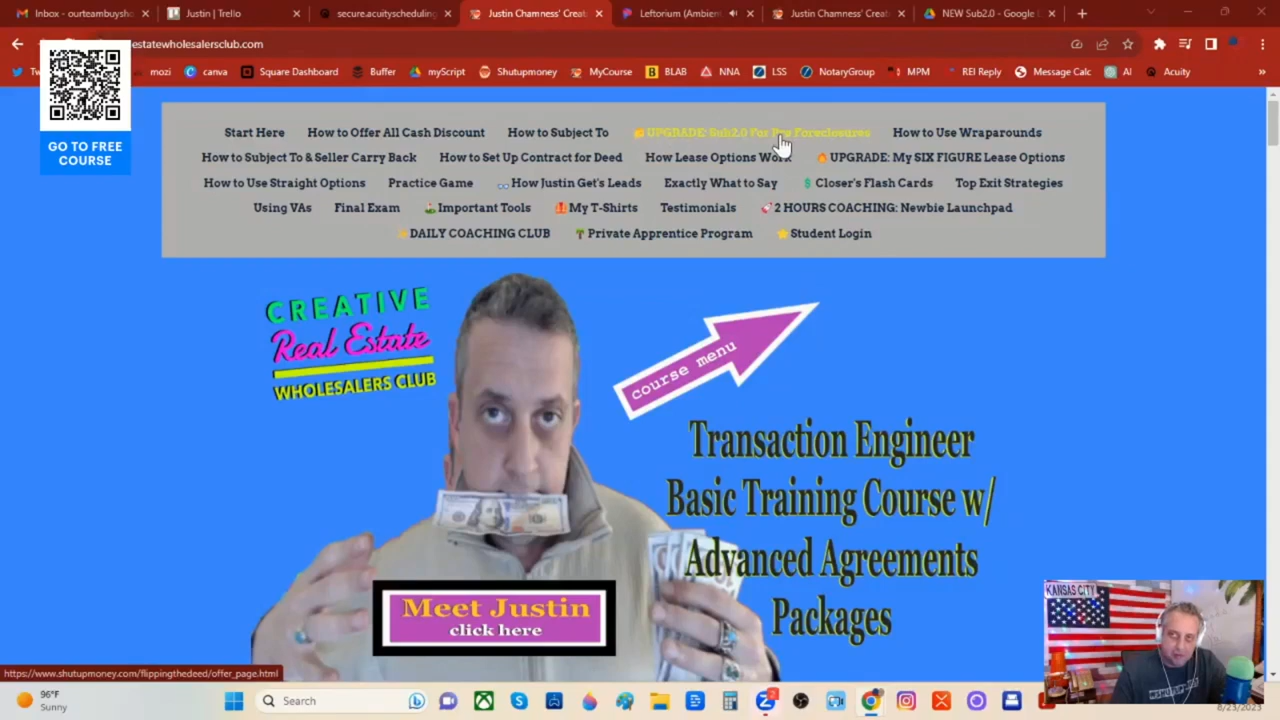 Inbox - ourteambuysho
Justin | Trello
secure.acuityscheduling
Justin Chamness' Creat
Leftorium (Ambien
Justin Chamness' Creat
NEW Sub2.0 - Google D
estatewholesalersclub.com
mozi
canva
Square Dashboard
Buffer
myScript
Shutupmoney
MyCourse
BLAB
NNA
LSS
NotaryGroup
MPM
REI Reply
Message Calc
AI
Acuity
GO TO FREE
COURSE
Start Here How to Offer All Cash Discount How to Subject To UPGRADE: Sub2.0 For Pre Foreclosures How to Use Wraparounds
How to Subject To & Seller Carry Back How to Set Up Contract for Deed How Lease Options Work UPGRADE: My SIX FIGURE Lease Options
How to Use Straight Options Practice Game How Justin Get's Leads Exactly What to Say Closer's Flash Cards Top Exit Strategies
Using VAs Final Exam Important Tools My T-Shirts Testimonials 2 HOURS COACHING: Newbie Launchpad
DAILY COACHING CLUB Private Apprentice Program Student Login
CREATIVE
Real Estate
WHOLESALERS CLUB
course menu
Transaction Engineer
Basic Training Course w/
Advanced Agreements
Packages
Meet Justin
click here
KANSAS CITY
https://www.shutupmoney.com/flippingthedeed/offer_page.html
96°F
Sunny
Search
8/23/2023